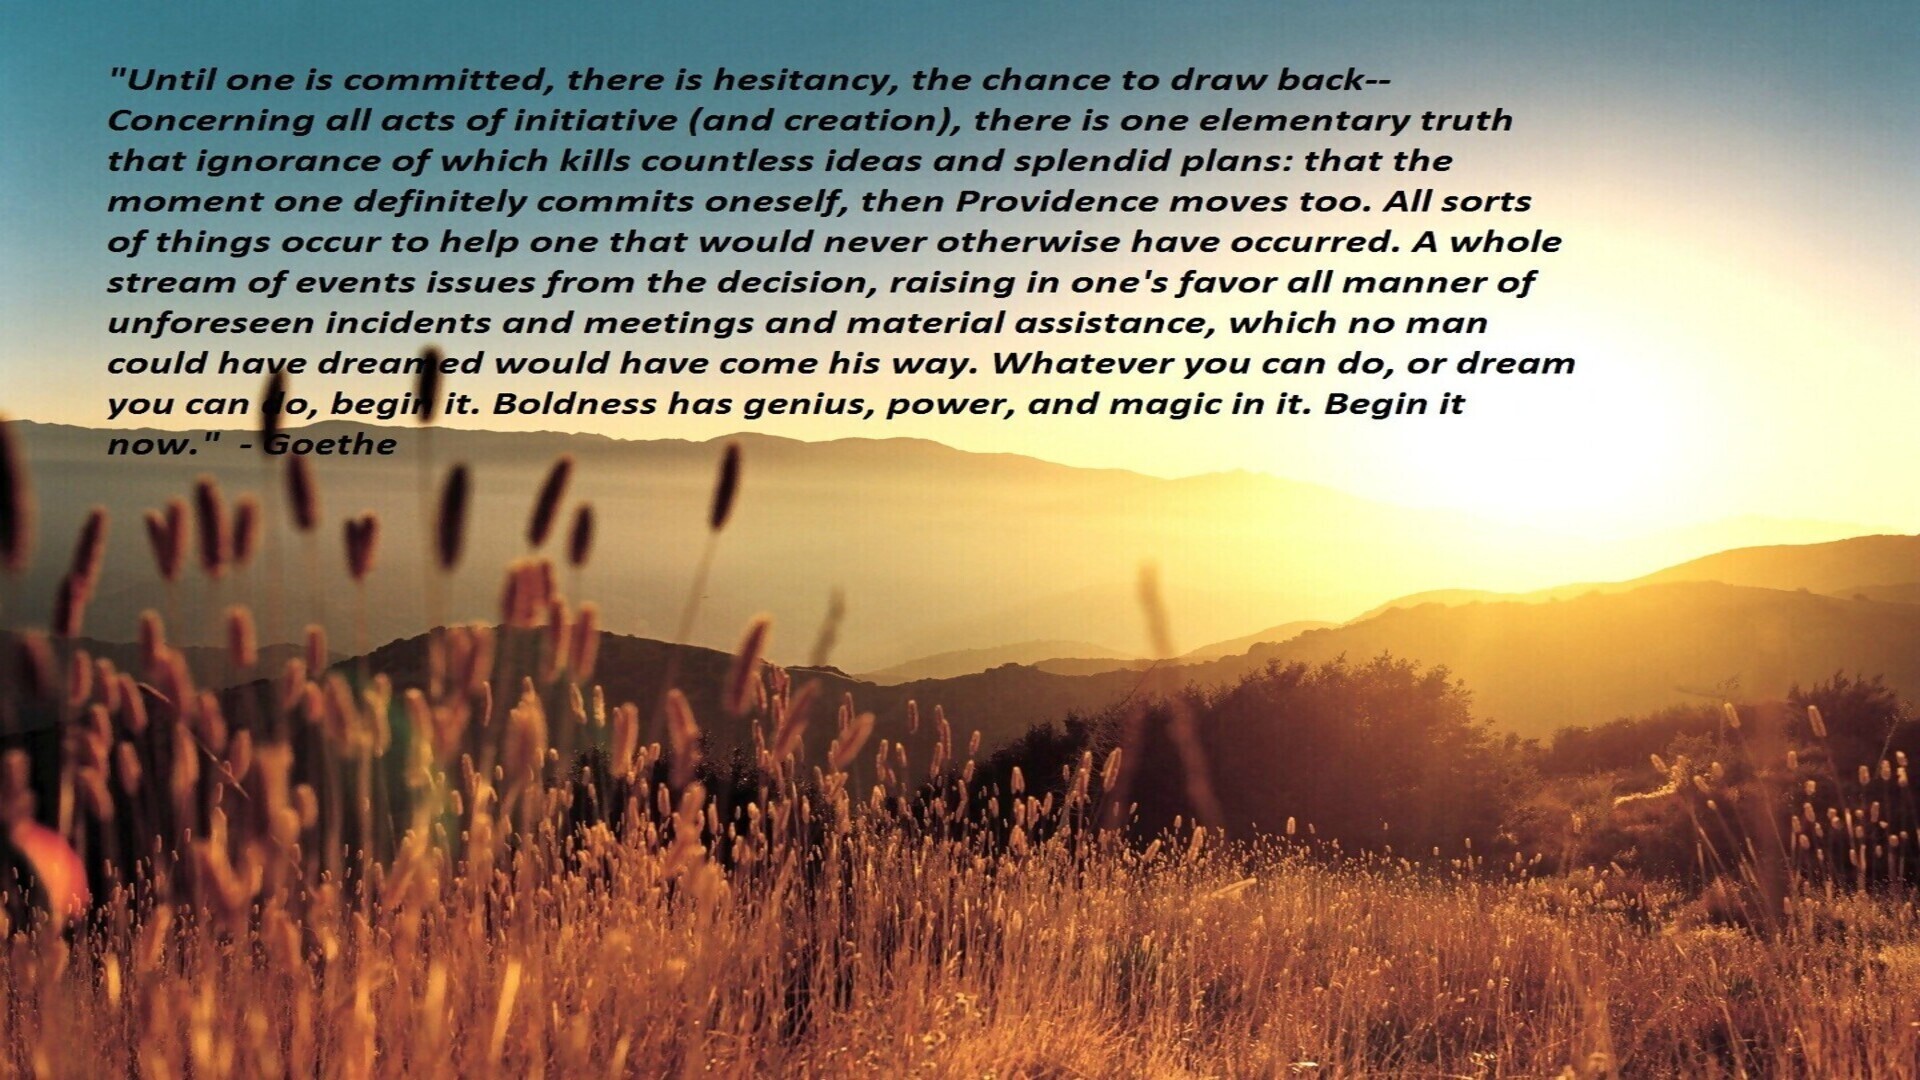 "Until one is committed, there is hesitancy, the chance to draw back--
Concerning all acts of initiative (and creation), there is one elementary truth
that ignorance of which kills countless ideas and splendid plans: that the
moment one definitely commits oneself, then Providence moves too. All sorts
of things occur to help one that would never otherwise have occurred. A whole
stream of events issues from the decision, raising in one's favor all manner of
unforeseen incidents and meetings and material assistance, which no man
could have dreamed would have come his way. Whatever you can do, or dream
you can do, begin it. Boldness has genius, power, and magic in it. Begin it
now." - Goethe